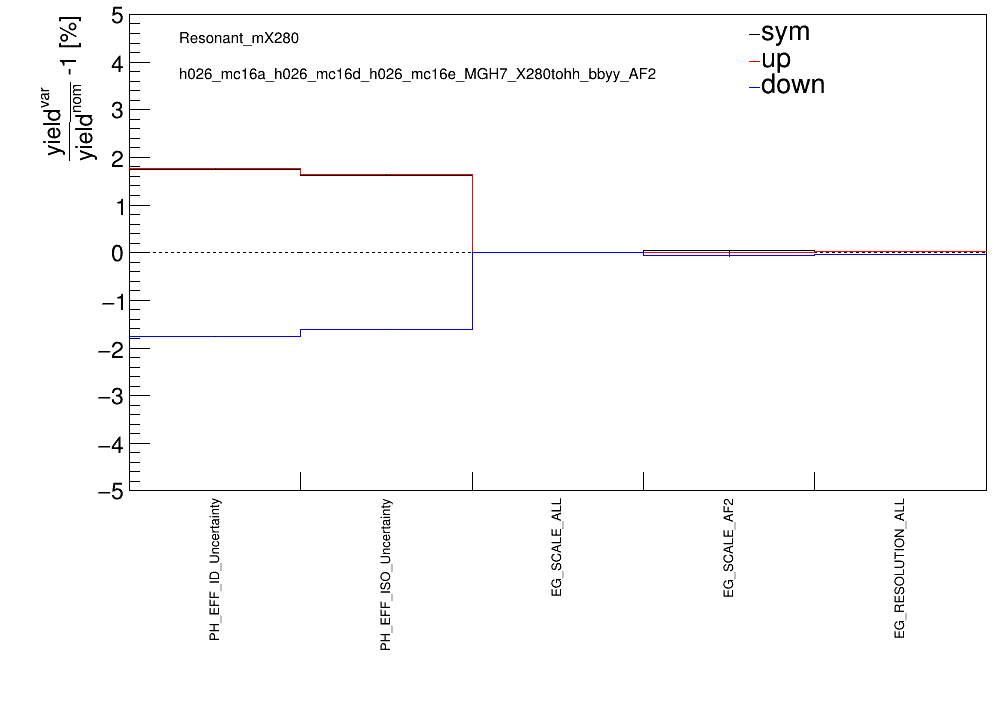 yield^var / yield^nom -1 [%]
5
4
3
2
1
0
−1
−2
−3
−4
−5
Resonant_mX280
h026_mc16a_h026_mc16d_h026_mc16e_MGH7_X280tohh_bbyy_AF2
sym
up
down
PH_EFF_ID_Uncertainty
PH_EFF_ISO_Uncertainty
EG_SCALE_ALL
EG_SCALE_AF2
EG_RESOLUTION_ALL